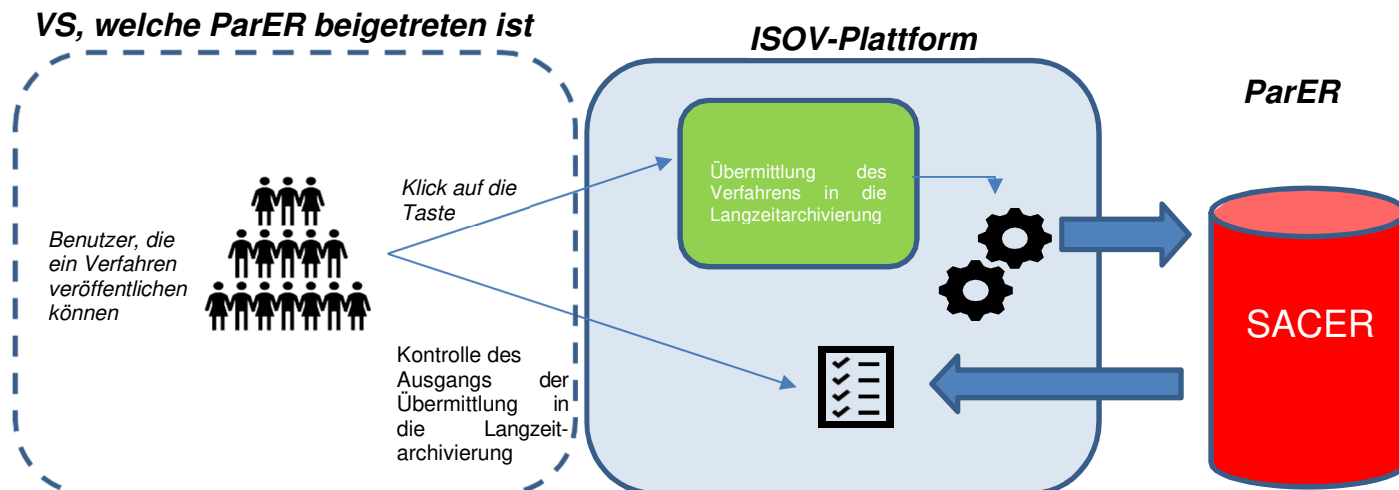 VS, welche ParER beigetreten ist
ISOV-Plattform
ParER
Klick auf die
Taste
Übermittlung des
Verfahrens in die
Langzeitarchivierung
Benutzer, die
ein Verfahren
veröffentlichen
können
SACER
Kontrolle des
Ausgangs der
Übermittlung in
die Langzeit-
archivierung